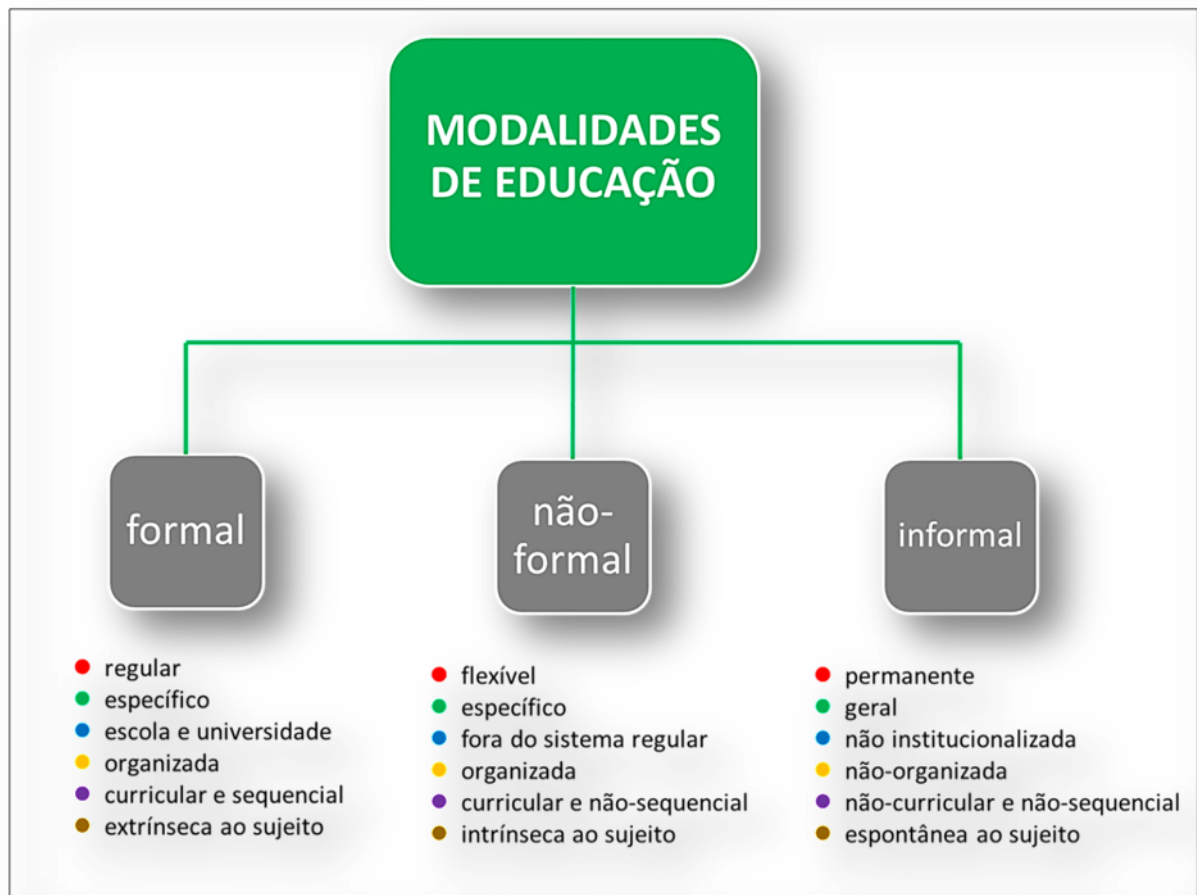 MODALIDADES
DE EDUCAÇÃO
formal
regular
específico
escola e universidade
organizada
curricular e sequencial
extrínseca ao sujeito
não-
formal
flexível
específico
fora do sistema regular
organizada
curricular e não-sequencial
intrínseca ao sujeito
informal
permanente
geral
não institucionalizada
não-organizada
não-curricular e não-sequencial
espontânea ao sujeito